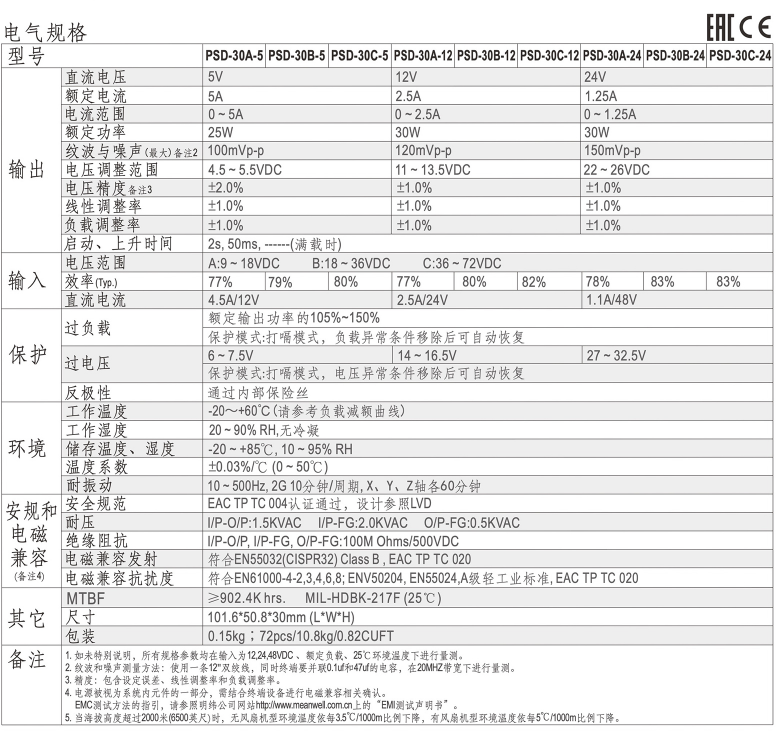 电气规格 EAC CE
型号 PSD-30A-5 PSD-30B-5 PSD-30C-5 PSD-30A-12 PSD-30B-12 PSD-30C-12 PSD-30A-24 PSD-30B-24 PSD-30C-24
输出
直流电压 5V 12V 24V
额定电流 5A 2.5A 1.25A
电流范围 0 ~ 5A 0 ~ 2.5A 0 ~ 1.25A
额定功率 25W 30W 30W
纹波与噪声(最大)备注2 100mVp-p 120mVp-p 150mVp-p
电压调整范围 4.5 ~ 5.5VDC 11 ~ 13.5VDC 22 ~ 26VDC
电压精度备注3 ±2.0% ±1.0% ±1.0%
线性调整率 ±1.0% ±1.0% ±1.0%
负载调整率 ±1.0% ±1.0% ±1.0%
启动、上升时间 2s, 50ms, ------(满载时)
输入
电压范围 A:9 ~ 18VDC B:18 ~ 36VDC C:36 ~ 72VDC
效率(Typ.) 77% 79% 80% 77% 80% 82% 78% 83% 83%
直流电流 4.5A/12V 2.5A/24V 1.1A/48V
保护
过负载 额定输出功率的105%~150%
保护模式:打嗝模式，负载异常条件移除后可自动恢复
过电压 6 ~ 7.5V 14 ~ 16.5V 27 ~ 32.5V
保护模式:打嗝模式，电压异常条件移除后可自动恢复
反极性 通过内部保险丝
环境
工作温度 -20～+60℃(请参考负载减额曲线)
工作湿度 20 ~ 90% RH,无冷凝
储存温度、湿度 -20 ~ +85℃, 10 ~ 95% RH
温度系数 ±0.03%/℃ (0 ~ 50℃)
耐振动 10 ~ 500Hz, 2G 10分钟/周期, X、Y、Z轴各60分钟
安规和
电磁
兼容
(备注4)
安全规范 EAC TP TC 004认证通过，设计参照LVD
耐压 I/P-O/P:1.5KVAC I/P-FG:2.0KVAC O/P-FG:0.5KVAC
绝缘阻抗 I/P-O/P, I/P-FG, O/P-FG:100M Ohms/500VDC
电磁兼容发射 符合EN55032(CISPR32) Class B , EAC TP TC 020
电磁兼容抗扰度 符合EN61000-4-2,3,4,6,8; ENV50204, EN55024,A级轻工业标准, EAC TP TC 020
其它
MTBF ≥902.4K hrs. MIL-HDBK-217F (25℃)
尺寸 101.6*50.8*30mm (L*W*H)
包装 0.15kg；72pcs/10.8kg/0.82CUFT
备注
1. 如未特别说明，所有规格参数均在输入为12,24,48VDC、额定负载、25℃环境温度下进行量测。
2. 纹波和噪声测量方法：使用一条12"双绞线，同时终端要并联0.1uf和47uf的电容，在20MHZ带宽下进行量测。
3. 精度：包含设定误差、线性调整率和负载调整率。
4. 电源被视为系统内元件的一部分，需结合终端设备进行电磁兼容相关确认。
EMC测试方法的指引，请参照明纬公司网站http://www.meanwell.com.cn上的“EMI测试声明书”。
5. 当海拔高度超过2000米(6500英尺)时，无风扇机型环境温度依每3.5℃/1000m比例下降，有风扇机型环境温度依每5℃/1000m比例下降。